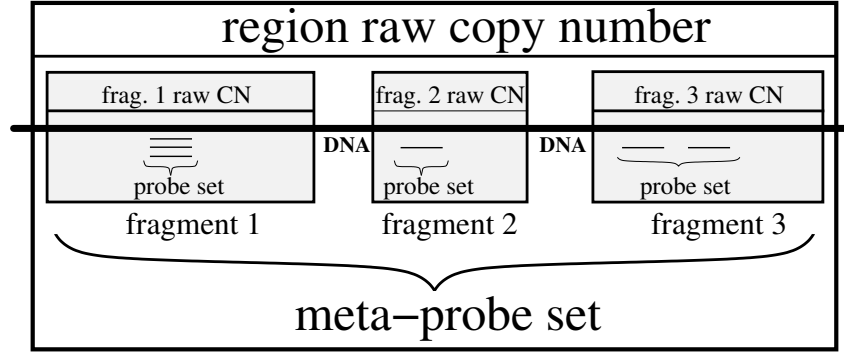 region raw copy number
frag. 1 raw CN
frag. 2 raw CN
frag. 3 raw CN
DNA
DNA
probe set
probe set
probe set
fragment 1
fragment 2
fragment 3
meta−probe set